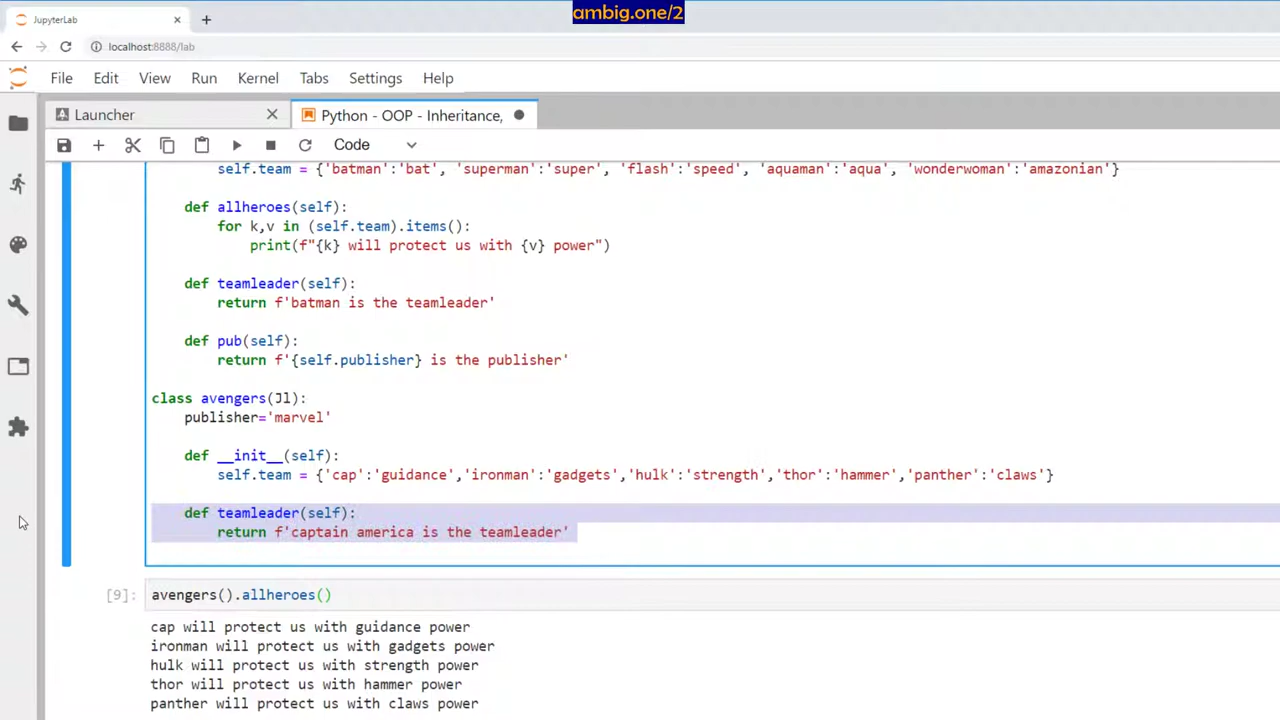 ambig.one/2
JupyterLab
localhost:8888/lab
File Edit View Run Kernel Tabs Settings Help
Launcher Python - OOP - Inheritance,
Code
self.team = {'batman':'bat', 'superman':'super', 'flash':'speed', 'aquaman':'aqua', 'wonderwoman':'amazonian'}
def allheroes(self):
for k,v in (self.team).items():
print(f"{k} will protect us with {v} power")
def teamleader(self):
return f'batman is the teamleader'
def pub(self):
return f'{self.publisher} is the publisher'
class avengers(Jl):
publisher='marvel'
def __init__(self):
self.team = {'cap':'guidance','ironman':'gadgets','hulk':'strength','thor':'hammer','panther':'claws'}
def teamleader(self):
return f'captain america is the teamleader'
[9]: avengers().allheroes()
cap will protect us with guidance power
ironman will protect us with gadgets power
hulk will protect us with strength power
thor will protect us with hammer power
panther will protect us with claws power